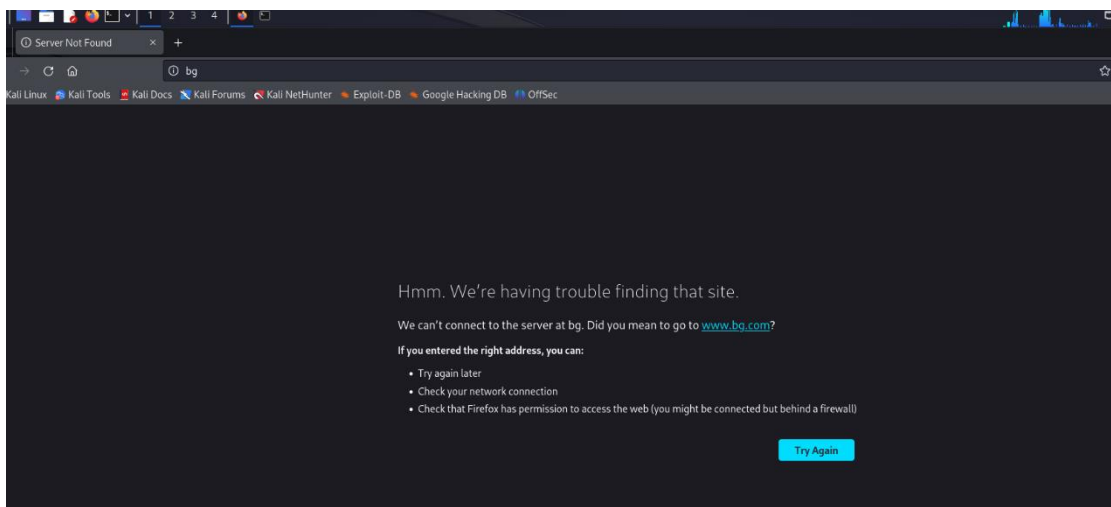 1 2 3 4
Server Not Found × +
bg
Kali Linux Kali Tools Kali Docs Kali Forums Kali NetHunter Exploit-DB Google Hacking DB OffSec
Hmm. We're having trouble finding that site.
We can't connect to the server at bg. Did you mean to go to www.bg.com?
If you entered the right address, you can:
• Try again later
• Check your network connection
• Check that Firefox has permission to access the web (you might be connected but behind a firewall)
Try Again